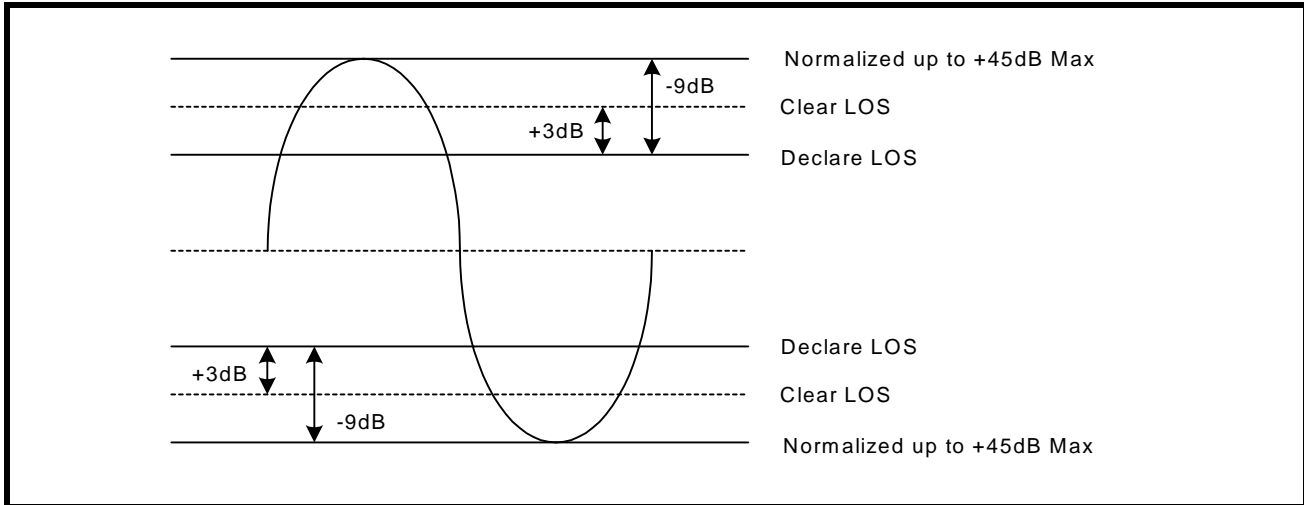 Normalized up to +45dB Max
-9dB
Clear LOS
+3dB
Declare LOS
Declare LOS
+3dB
Clear LOS
-9dB
Normalized up to +45dB Max